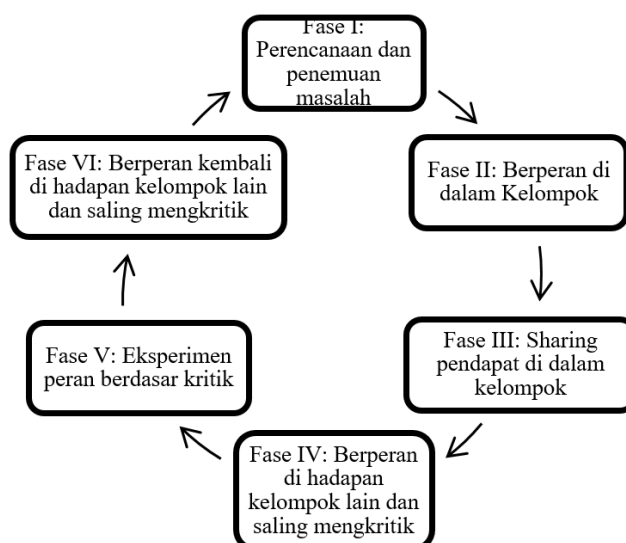 Fase I:
Perencanaan dan
penemuan
masalah
Fase II: Berperan di
dalam Kelompok
Fase III: Sharing
pendapat di dalam
kelompok
Fase IV: Berperan
di hadapan
kelompok lain dan
saling mengkritik
Fase V: Eksperimen
peran berdasar kritik
Fase VI: Berperan kembali
di hadapan kelompok lain
dan saling mengkritik